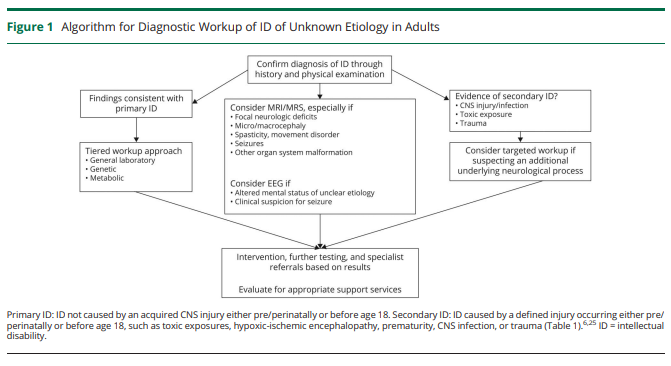 Figure 1 Algorithm for Diagnostic Workup of ID of Unknown Etiology in Adults
Confirm diagnosis of ID through
history and physical examination
Findings consistent with
primary ID
Tiered workup approach
• General laboratory
• Genetic
• Metabolic
Consider MRI/MRS, especially if
• Focal neurologic deficits
• Micro/macrocephaly
• Spasticity, movement disorder
• Seizures
• Other organ system malformation
Consider EEG if
• Altered mental status of unclear etiology
• Clinical suspicion for seizure
Evidence of secondary ID?
• CNS injury/infection
• Toxic exposure
• Trauma
Consider targeted workup if
suspecting an additional
underlying neurological process
Intervention, further testing, and specialist
referrals based on results
Evaluate for appropriate support services
Primary ID: ID not caused by an acquired CNS injury either pre/perinatally or before age 18. Secondary ID: ID caused by a defined injury occurring either pre/
perinatally or before age 18, such as toxic exposures, hypoxic-ischemic encephalopathy, prematurity, CNS infection, or trauma (Table 1).6,25 ID = intellectual
disability.